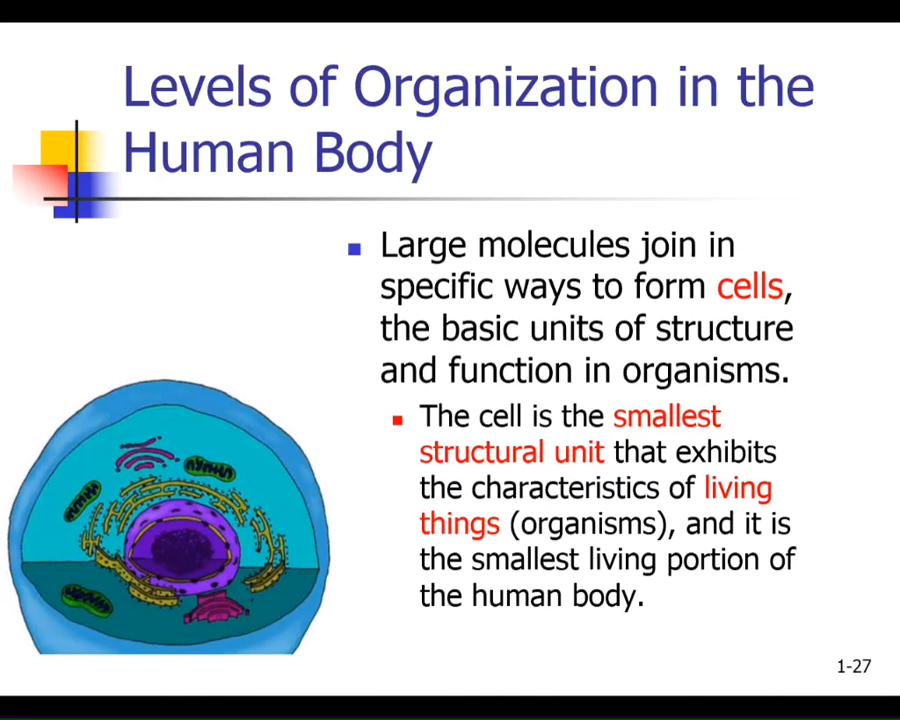 Levels of Organization in the
Human Body
Large molecules join in
specific ways to form cells,
the basic units of structure
and function in organisms.
The cell is the smallest
structural unit that exhibits
the characteristics of living
things (organisms), and it is
the smallest living portion of
the human body.
1-27